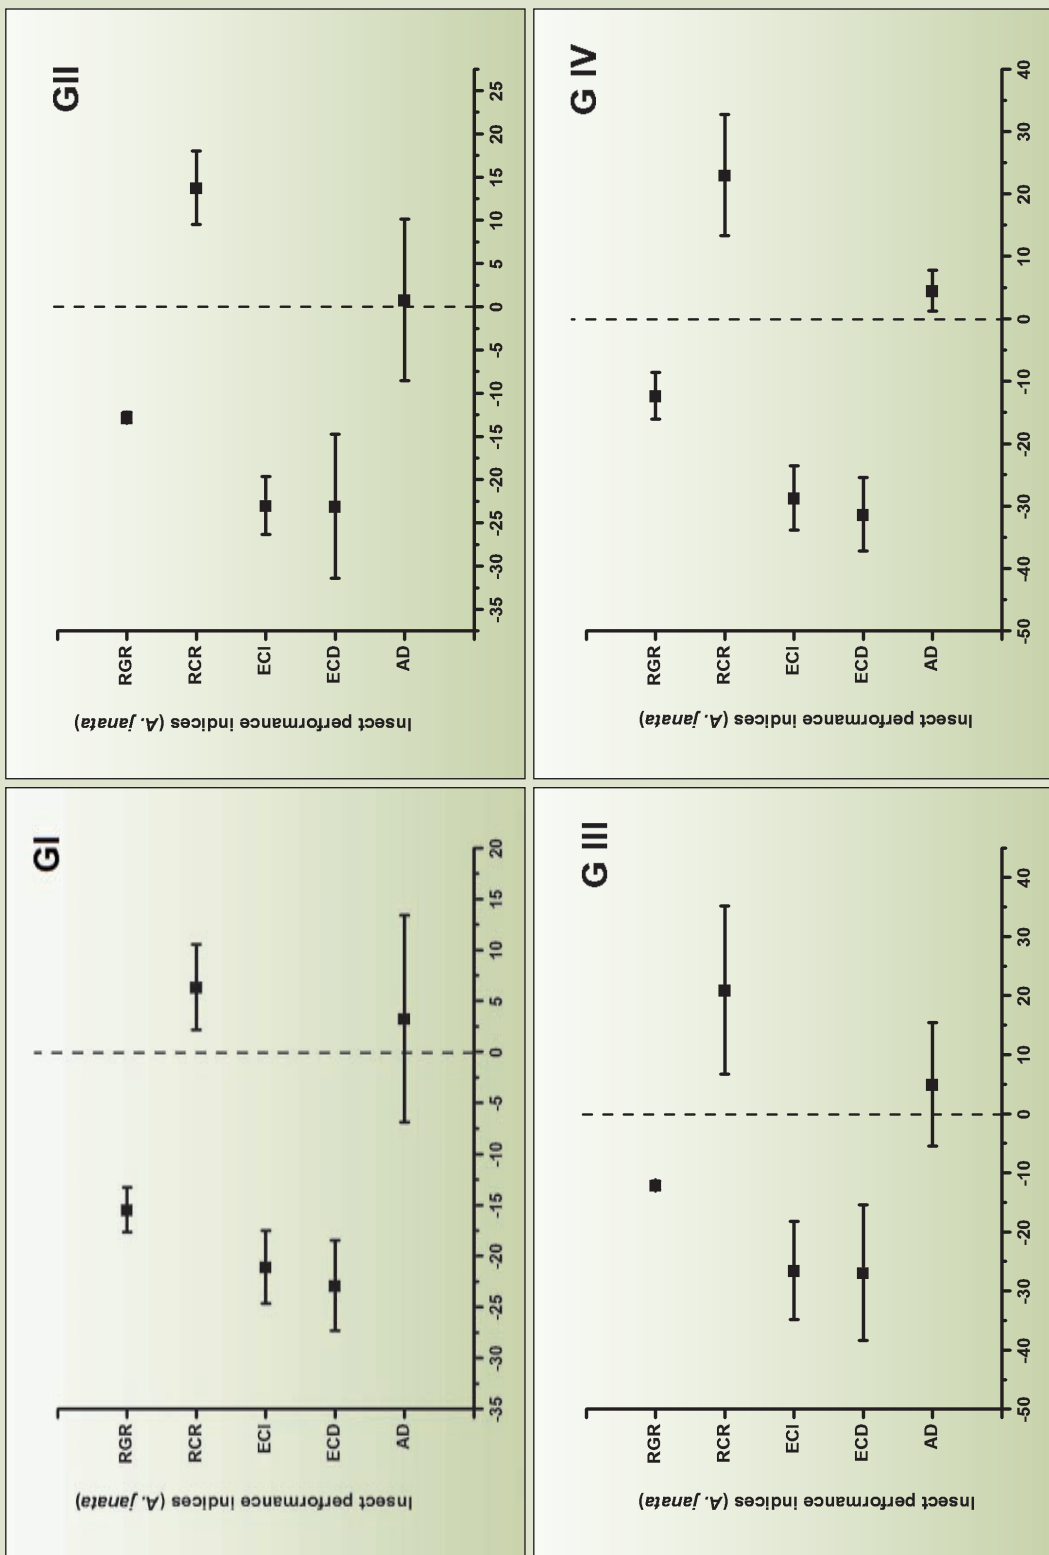 GI
Insect performance indices (A. janata)
RGR
RCR
ECI
ECD
AD
-35 -30 -25 -20 -15 -10 -5 0 5 10 15 20
GII
Insect performance indices (A. janata)
RGR
RCR
ECI
ECD
AD
-35 -30 -25 -20 -15 -10 -5 0 5 10 15 20 25
G III
Insect performance indices (A. janata)
RGR
RCR
ECI
ECD
AD
-50 -40 -30 -20 -10 0 10 20 30 40
G IV
Insect performance indices (A. janata)
RGR
RCR
ECI
ECD
AD
-50 -40 -30 -20 -10 0 10 20 30 40